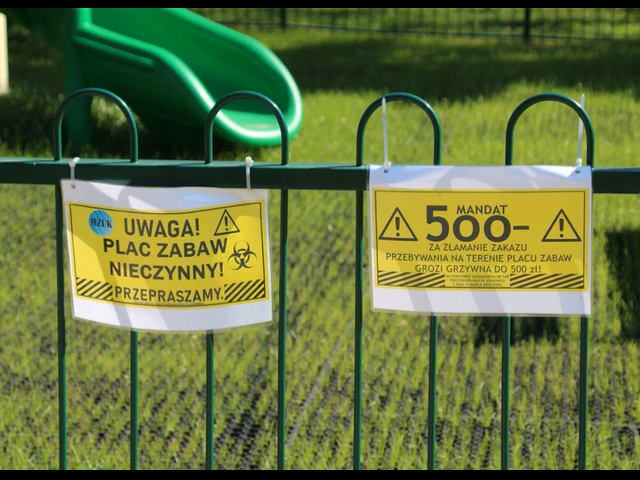 MZUK
UWAGA!
PLAC ZABAW
NIECZYNNY!
PRZEPRASZAMY.
MANDAT
500-
ZA ZŁAMANIE ZAKAZU
PRZEBYWANIA NA TERENIE PLACU ZABAW
GROZI GRZYWNA DO 500 zł!